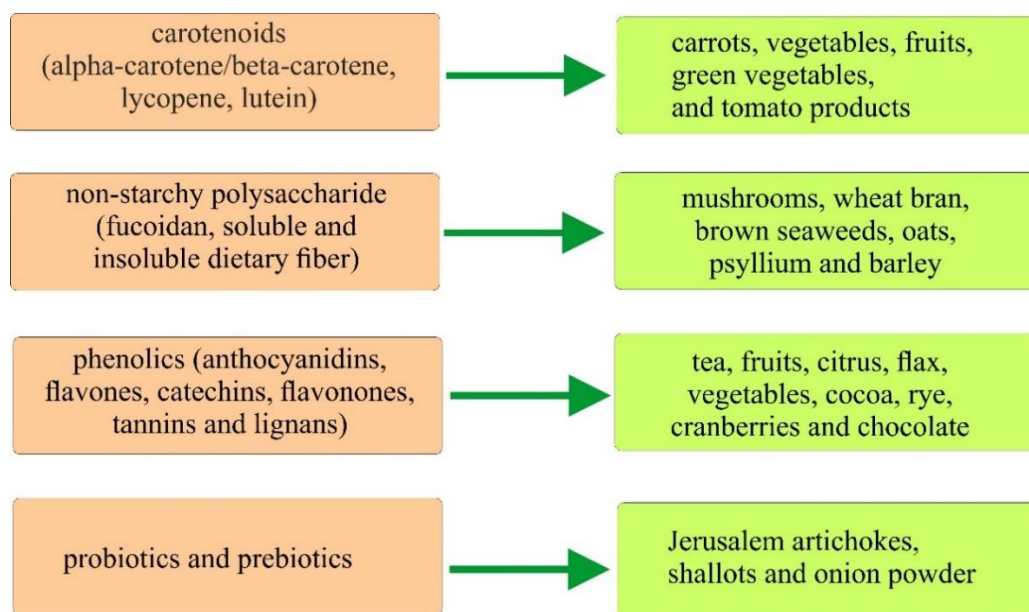 carotenoids
(alpha-carotene/beta-carotene,
lycopene, lutein)
carrots, vegetables, fruits,
green vegetables,
and tomato products
non-starchy polysaccharide
(fucoidan, soluble and
insoluble dietary fiber)
mushrooms, wheat bran,
brown seaweeds, oats,
psyllium and barley
phenolics (anthocyanidins,
flavones, catechins, flavonones,
tannins and lignans)
tea, fruits, citrus, flax,
vegetables, cocoa, rye,
cranberries and chocolate
probiotics and prebiotics
Jerusalem artichokes,
shallots and onion powder